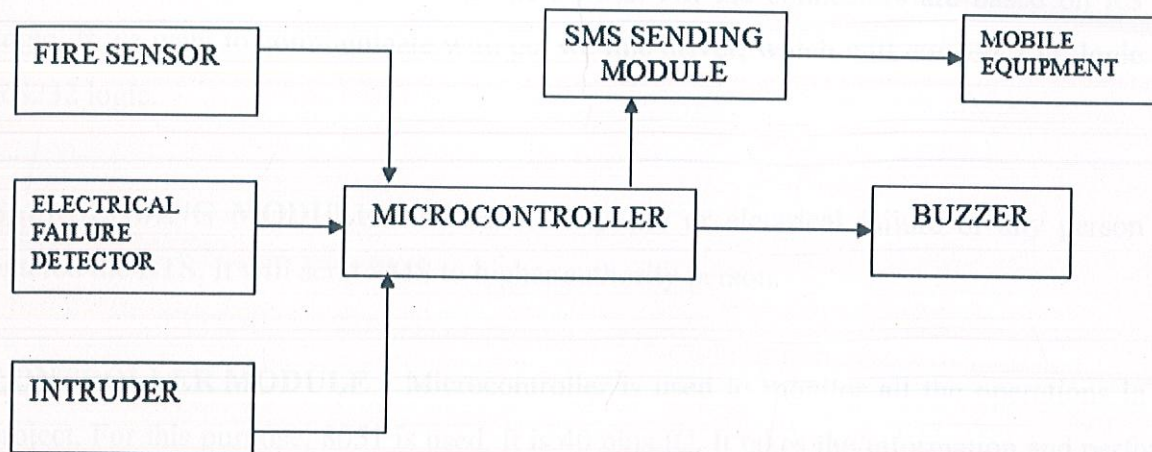 FIRE SENSOR
SMS SENDING
MODULE
MOBILE
EQUIPMENT
ELECTRICAL
FAILURE
DETECTOR
MICROCONTROLLER
BUZZER
INTRUDER